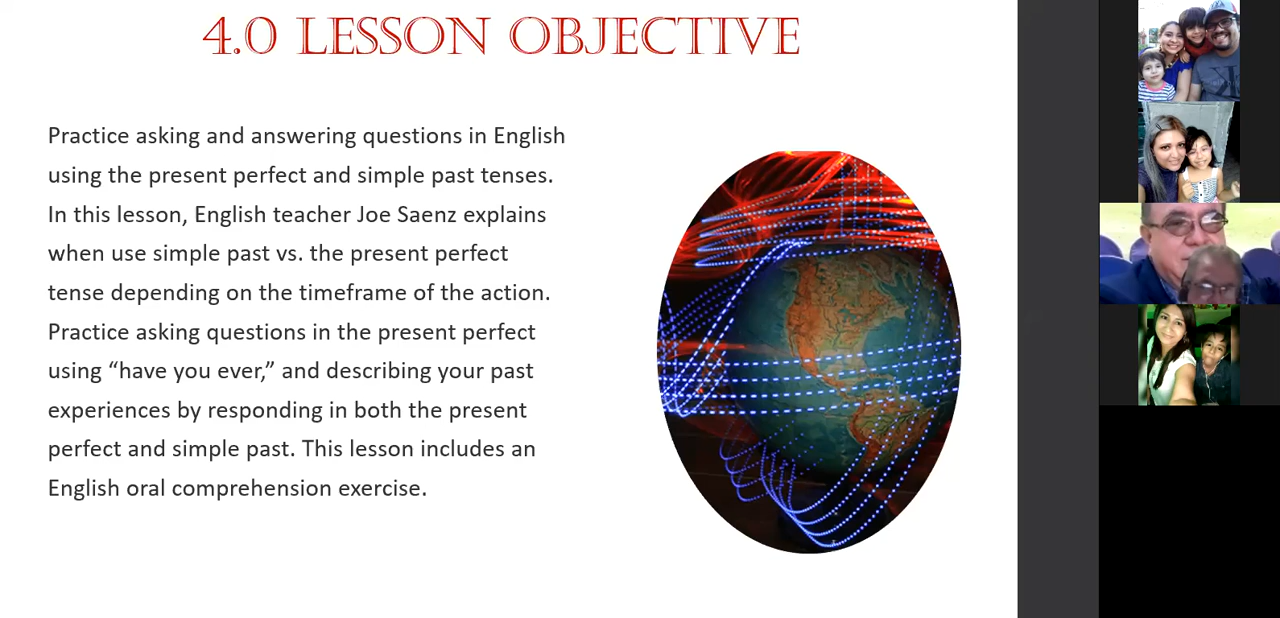 4.0 LESSON OBJECTIVE
Practice asking and answering questions in English
using the present perfect and simple past tenses.
In this lesson, English teacher Joe Saenz explains
when use simple past vs. the present perfect
tense depending on the timeframe of the action.
Practice asking questions in the present perfect
using “have you ever,” and describing your past
experiences by responding in both the present
perfect and simple past. This lesson includes an
English oral comprehension exercise.